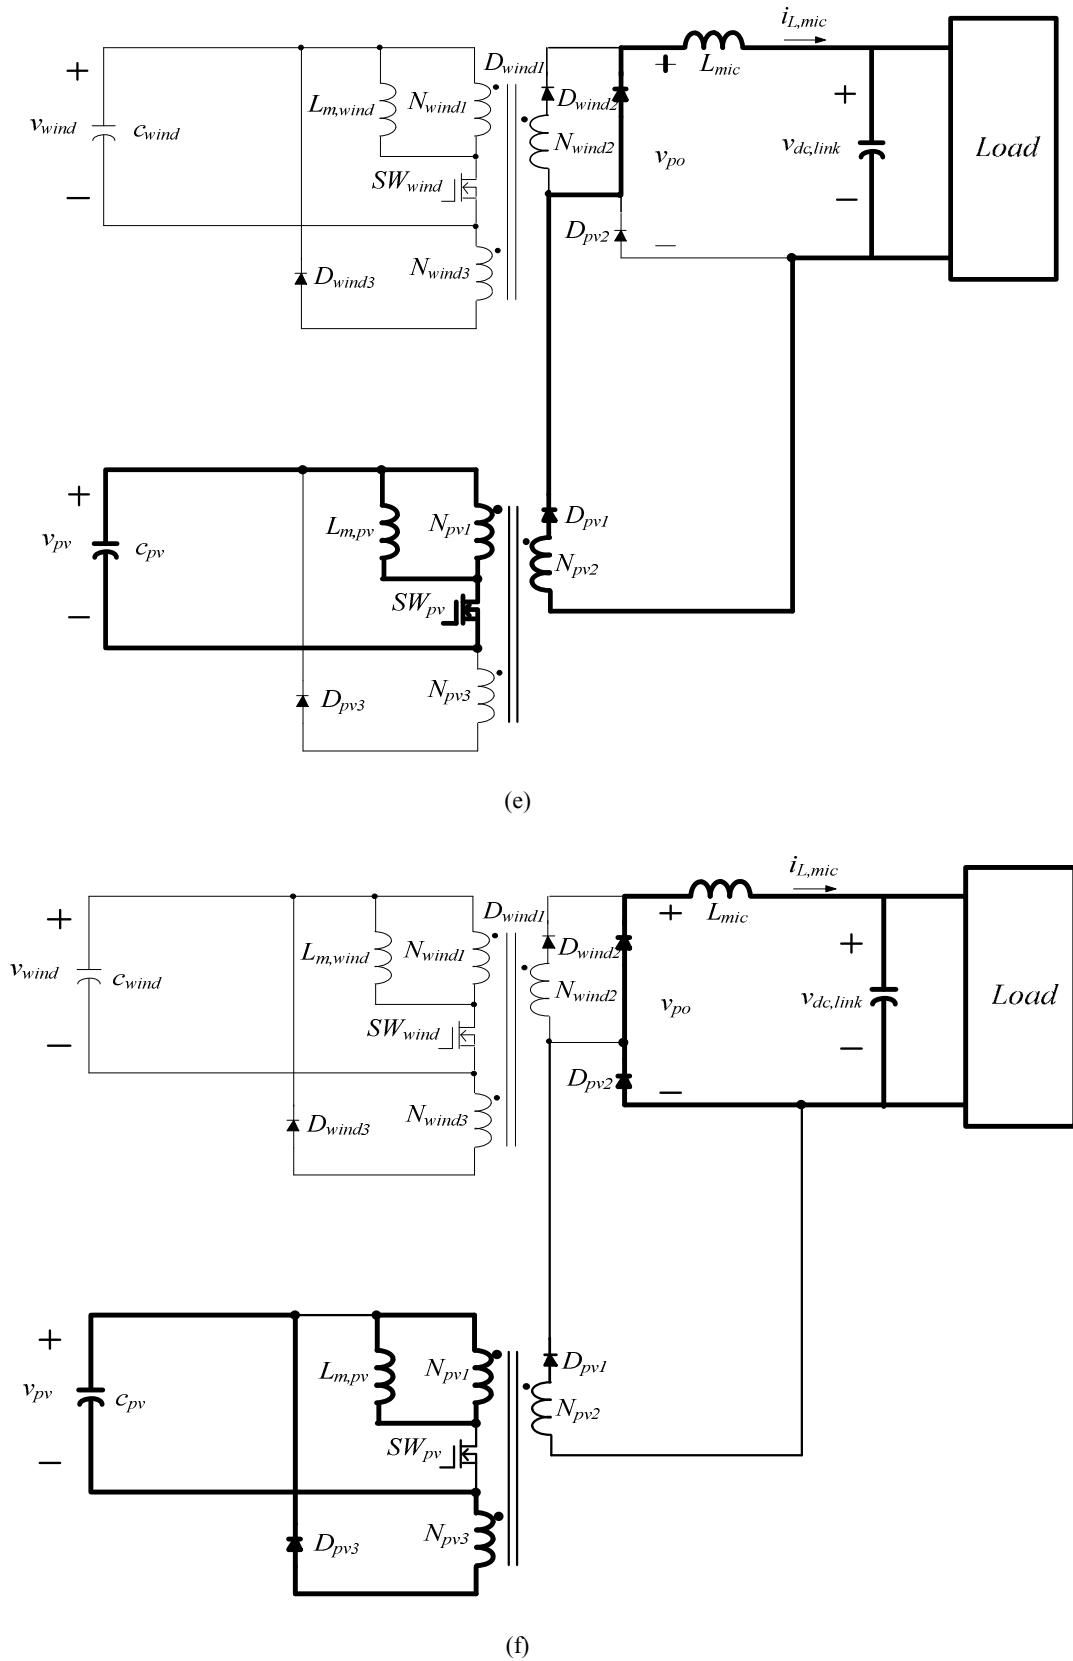 i_L,mic
+
D_wind1
+
L_mic
L_m,wind
N_wind1
D_wind2
+
v_wind
c_wind
N_wind2
v_po
v_dc,link
Load
SW_wind
−
−
D_pv2
−
N_wind3
D_wind3
+
L_m,pv
N_pv1
D_pv1
v_pv
c_pv
N_pv2
SW_pv
−
N_pv3
D_pv3
(e)
i_L,mic
+
D_wind1
+
L_mic
L_m,wind
N_wind1
D_wind2
+
v_wind
c_wind
N_wind2
v_po
v_dc,link
Load
SW_wind
−
−
D_pv2
−
N_wind3
D_wind3
+
L_m,pv
N_pv1
D_pv1
v_pv
c_pv
N_pv2
SW_pv
−
D_pv3
N_pv3
(f)